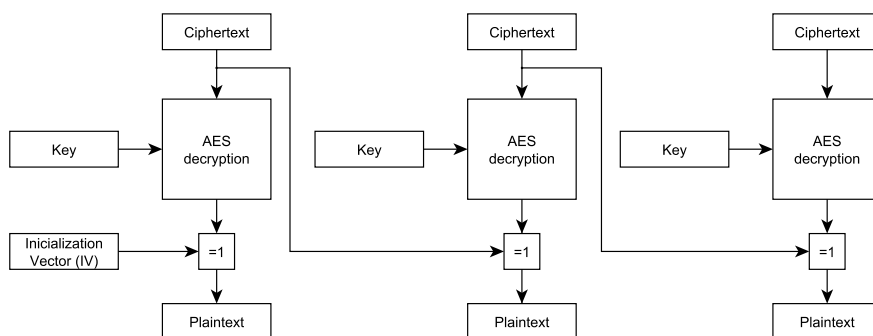 Ciphertext
Ciphertext
Ciphertext
Key
AES
decryption
Key
AES
decryption
Key
AES
decryption
Inicialization
Vector (IV)
=1
=1
=1
Plaintext
Plaintext
Plaintext